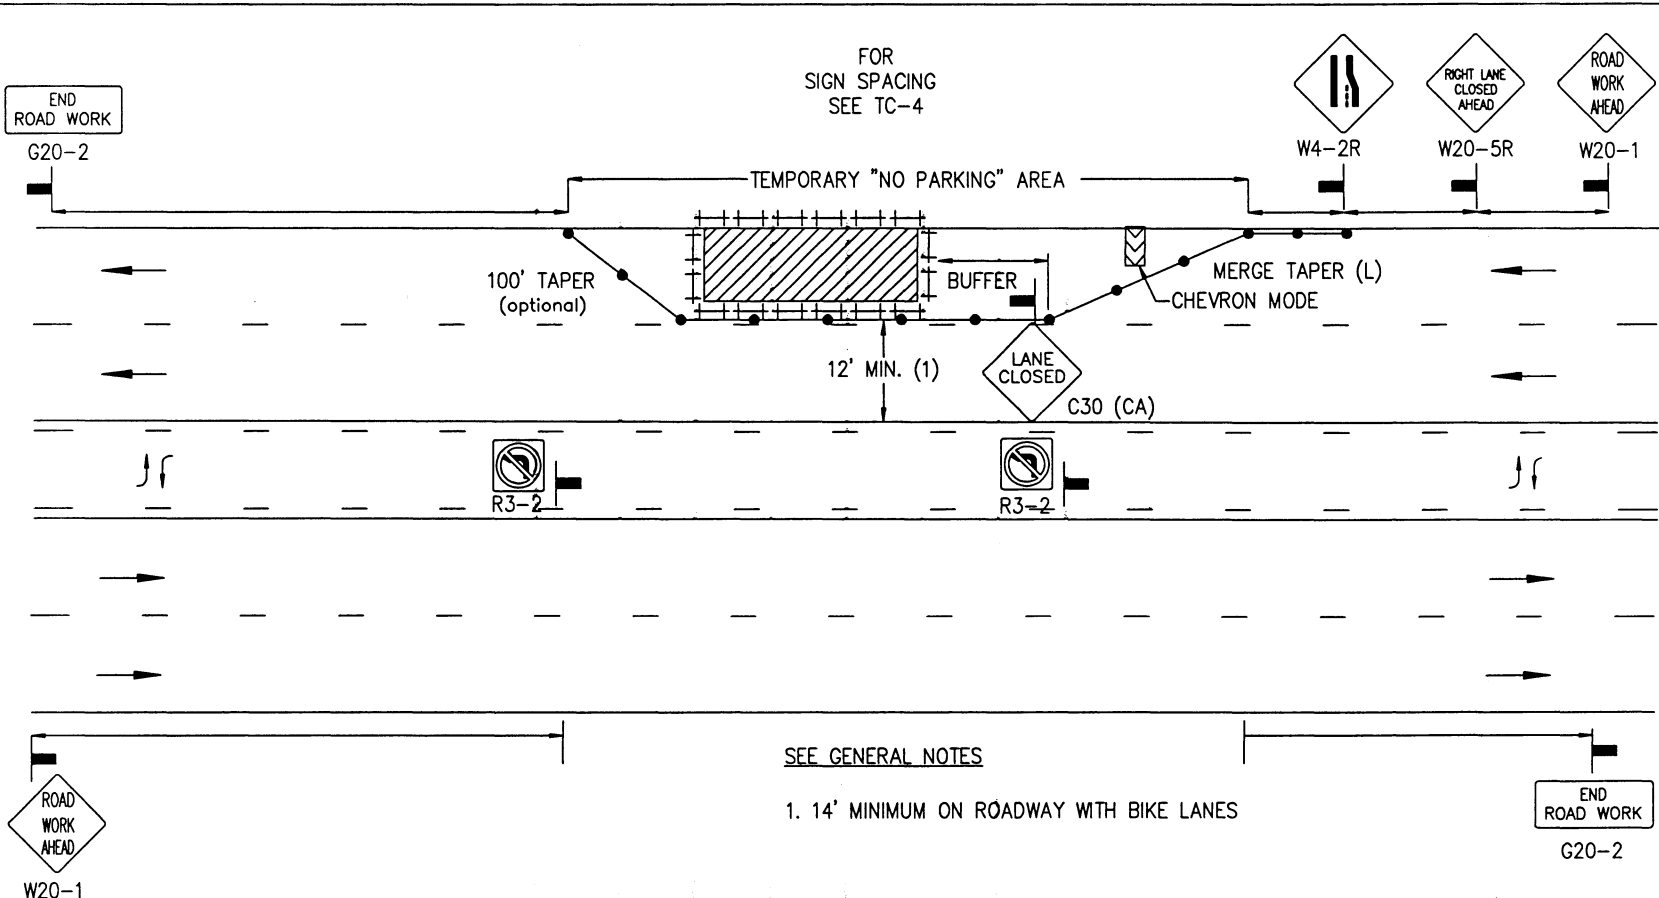 FOR
SIGN SPACING
SEE TC-4
END
ROAD WORK
G20-2
RIGHT LANE
CLOSED
AHEAD
ROAD
WORK
AHEAD
W4-2R
W20-5R
W20-1
TEMPORARY "NO PARKING" AREA
100' TAPER
(optional)
BUFFER
MERGE TAPER (L)
CHEVRON MODE
12' MIN. (1)
LANE
CLOSED
C30 (CA)
R3-2
R3-2
SEE GENERAL NOTES
1. 14' MINIMUM ON ROADWAY WITH BIKE LANES
ROAD
WORK
AHEAD
W20-1
END
ROAD WORK
G20-2